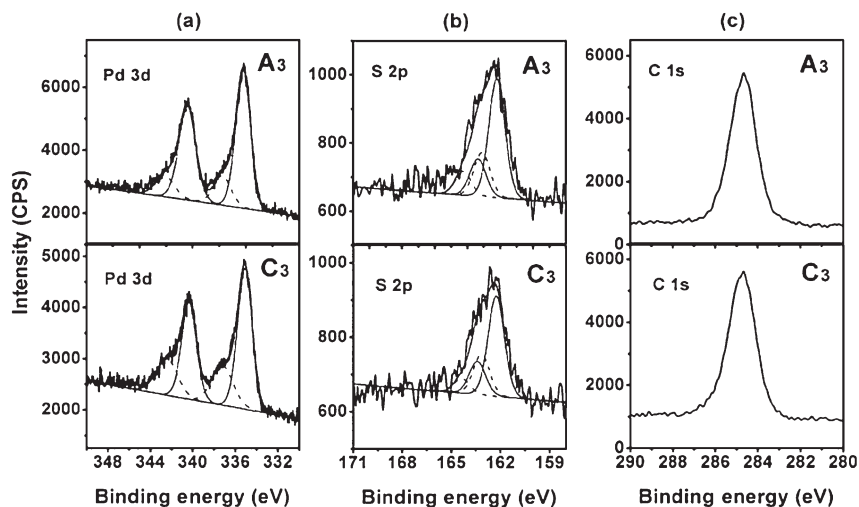 (a) (b) (c)
Intensity (CPS)
Pd 3d A3
6000
4000
2000
S 2p A3
1000
800
600
C 1s A3
6000
4000
2000
0
Pd 3d C3
5000
4000
3000
2000
S 2p C3
1000
800
600
C 1s C3
6000
4000
2000
0
348 344 340 336 332
171 168 165 162 159
290 288 286 284 282 280
Binding energy (eV) Binding energy (eV) Binding energy (eV)